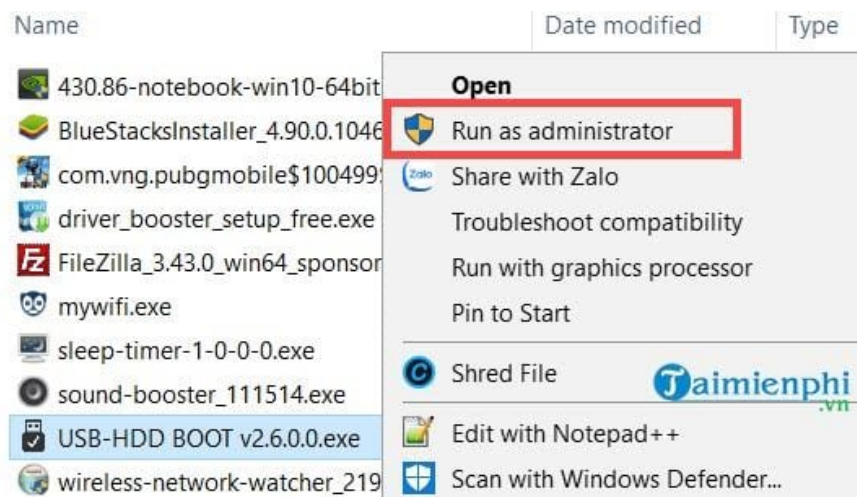 Name Date modified Type
430.86-notebook-win10-64bit
BlueStacksInstaller_4.90.0.1046
com.vng.pubgmobile$100499
driver_booster_setup_free.exe
FileZilla_3.43.0_win64_sponsor
mywifi.exe
sleep-timer-1-0-0-0.exe
sound-booster_111514.exe
USB-HDD BOOT v2.6.0.0.exe
wireless-network-watcher_219
Open
Run as administrator
Zalo
Share with Zalo
Troubleshoot compatibility
Run with graphics processor
Pin to Start
Shred File
Edit with Notepad++
Scan with Windows Defender...
Taimienphi
.vn